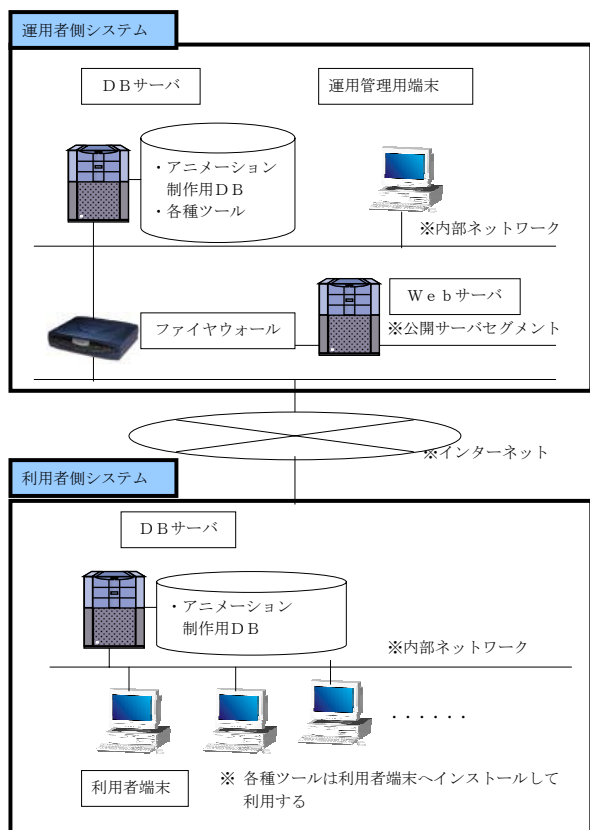 運用者側システム
DBサーバ
運用管理用端末
・アニメーション
制作用DB
・各種ツール
※内部ネットワーク
Webサーバ
ファイヤウォール
※公開サーバセグメント
※インターネット
利用者側システム
DBサーバ
・アニメーション
制作用DB
※内部ネットワーク
・・・・・・
利用者端末
※ 各種ツールは利用者端末へインストールして
利用する